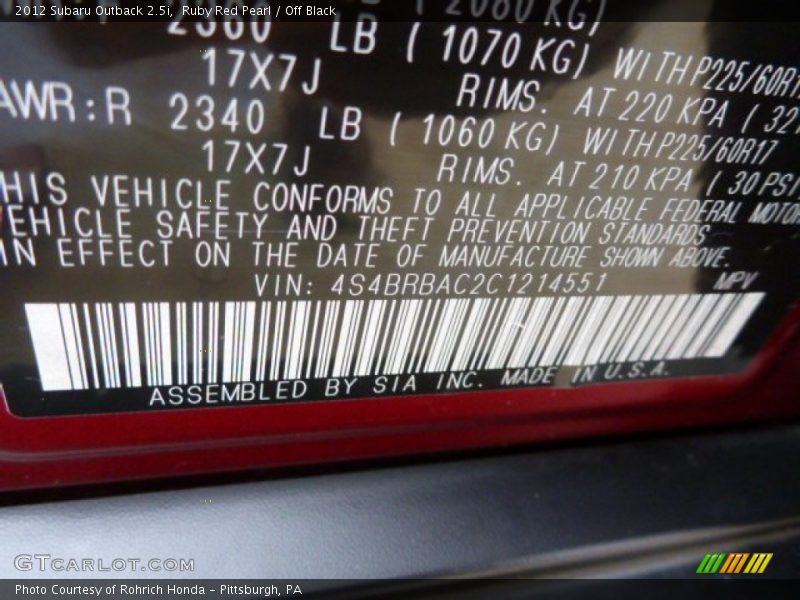 2012 Subaru Outback 2.5i, Ruby Red Pearl / Off Black
LB ( 1070 KG) WITH P225/60R17
17X7J RIMS. AT 220 KPA ( 32
AWR:R 2340 LB ( 1060 KG) WITH P225/60R17
17X7J RIMS. AT 210 KPA ( 30 PSI
HIS VEHICLE CONFORMS TO ALL APPLICABLE FEDERAL MOTOR
EHICLE SAFETY AND THEFT PREVENTION STANDARDS
IN EFFECT ON THE DATE OF MANUFACTURE SHOWN ABOVE.
VIN: 4S4BRBAC2C1214551 MPV
ASSEMBLED BY SIA INC. MADE IN U.S.A.
GTCARLOT.COM
Photo Courtesy of Rohrich Honda - Pittsburgh, PA